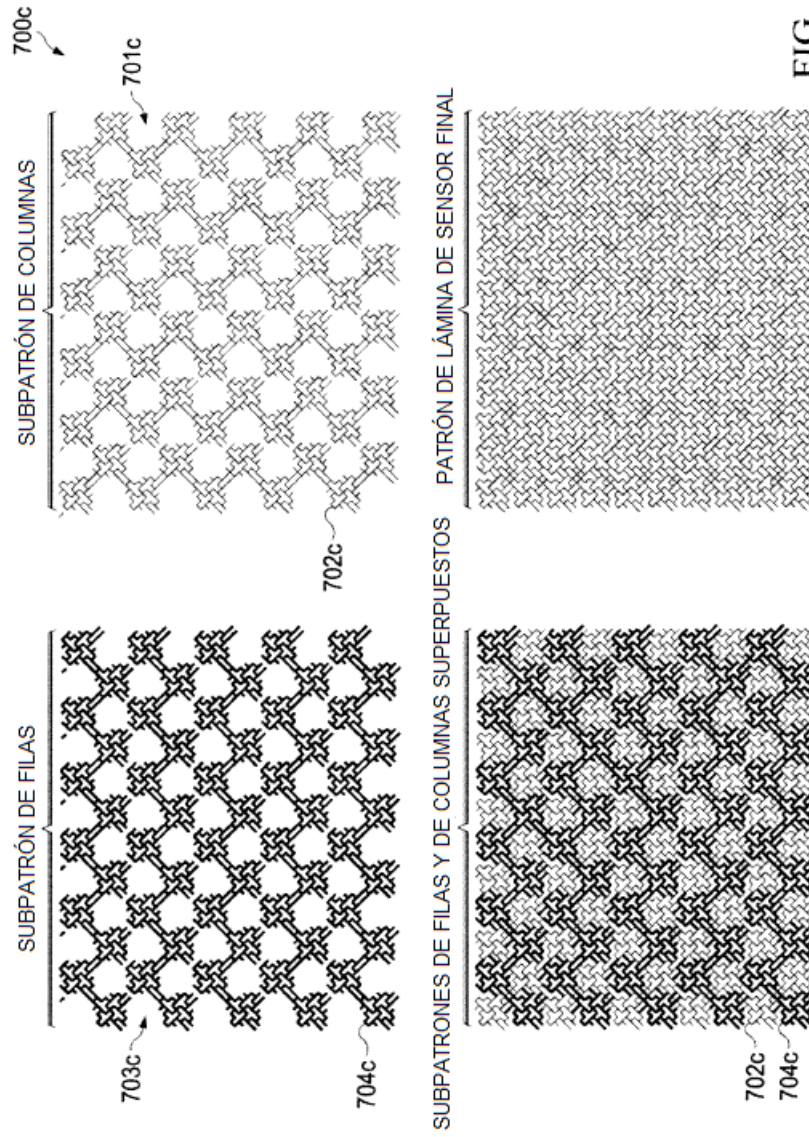 SUBPATRÓN DE FILAS
SUBPATRÓN DE COLUMNAS
700c
701c
703c
704c
702c
SUBPATRONES DE FILAS Y DE COLUMNAS SUPERPUESTOS
PATRÓN DE LÁMINA DE SENSOR FINAL
702c
704c
FIG